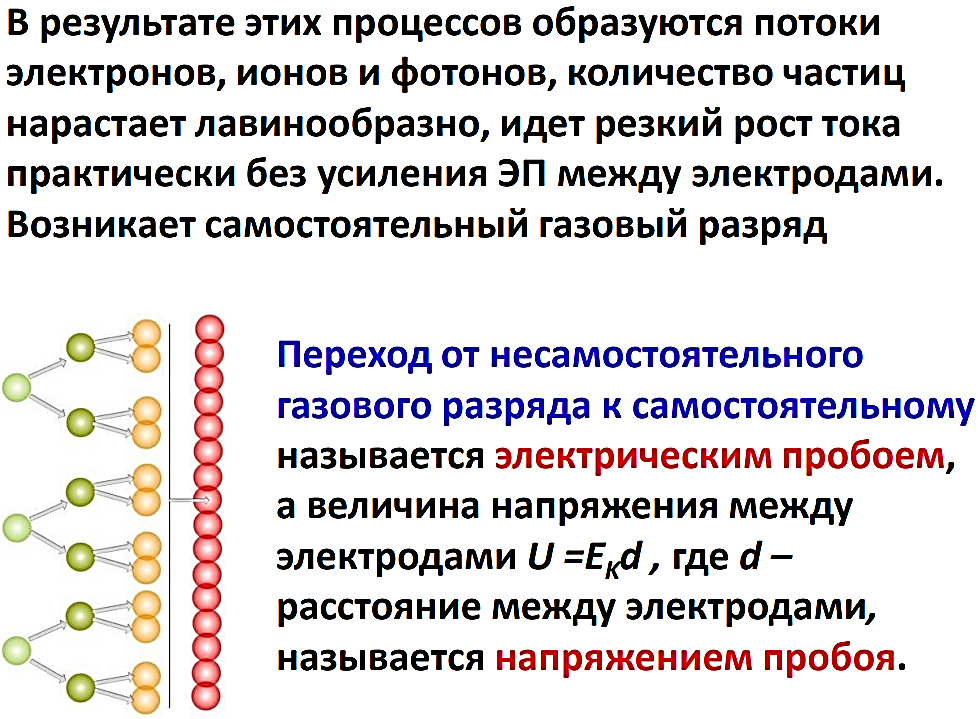 В результате этих процессов образуются потоки
электронов, ионов и фотонов, количество частиц
нарастает лавинообразно, идет резкий рост тока
практически без усиления ЭП между электродами.
Возникает самостоятельный газовый разряд
Переход от несамостоятельного
газового разряда к самостоятельному
называется электрическим пробоем,
а величина напряжения между
электродами U =EKd , где d –
расстояние между электродами,
называется напряжением пробоя.